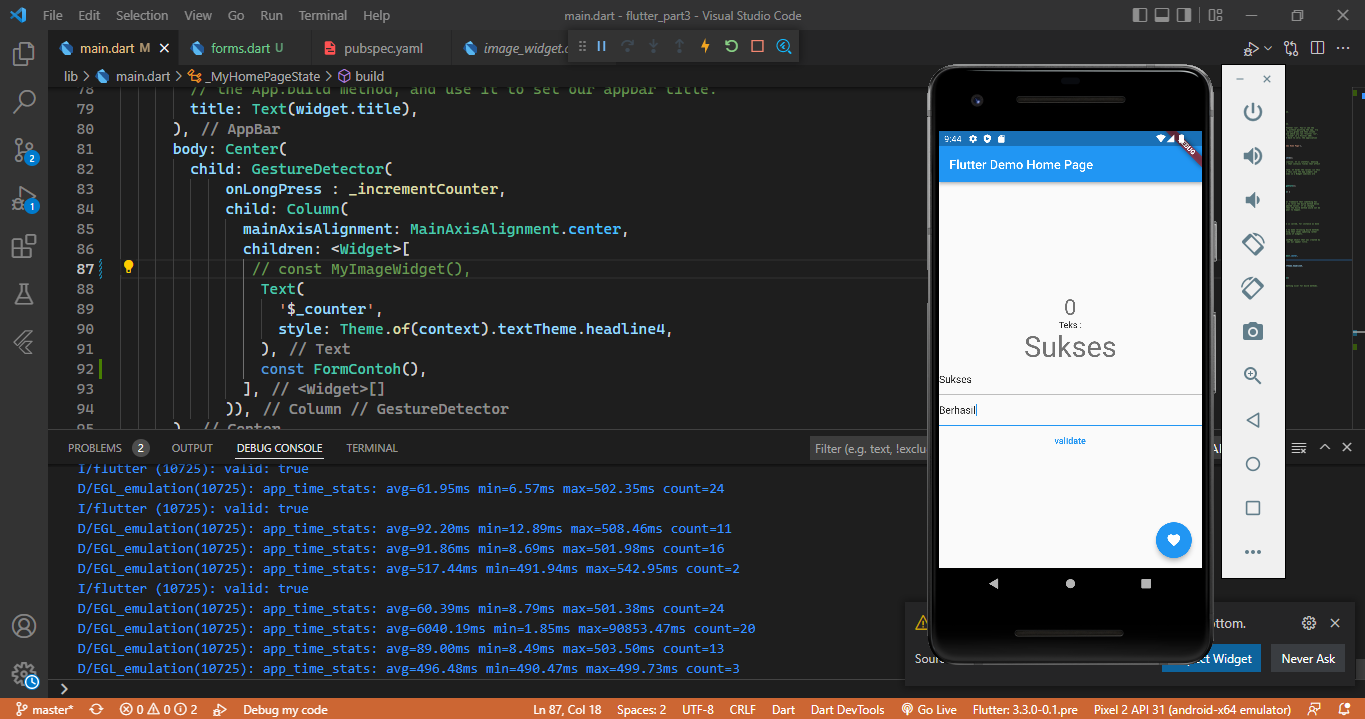 File Edit Selection View Go Run Terminal Help
main.dart - flutter_part3 - Visual Studio Code
main.dart M forms.dart U pubspec.yaml image_widget.
lib > main.dart > _MyHomePageState > build
78 // the App.build method, and use it to set our appbar title.
79 title: Text(widget.title),
80 ), // AppBar
81 body: Center(
82 child: GestureDetector(
83 onLongPress : _incrementCounter,
84 child: Column(
85 mainAxisAlignment: MainAxisAlignment.center,
86 children: <Widget>[
87 // const MyImageWidget(),
88 Text(
89 '$_counter',
90 style: Theme.of(context).textTheme.headline4,
91 ), // Text
92 const FormContoh(),
93 ], // <Widget>[]
94 )), // Column // GestureDetector
95 ), // Center
2
1
PROBLEMS 2 OUTPUT DEBUG CONSOLE TERMINAL
Filter (e.g. text, !exclu
I/flutter (10725): valid: true
D/EGL_emulation(10725): app_time_stats: avg=61.95ms min=6.57ms max=502.35ms count=24
I/flutter (10725): valid: true
D/EGL_emulation(10725): app_time_stats: avg=92.20ms min=12.89ms max=508.46ms count=11
D/EGL_emulation(10725): app_time_stats: avg=91.86ms min=8.69ms max=501.98ms count=16
D/EGL_emulation(10725): app_time_stats: avg=517.44ms min=491.94ms max=542.95ms count=2
I/flutter (10725): valid: true
D/EGL_emulation(10725): app_time_stats: avg=60.39ms min=8.79ms max=501.38ms count=24
D/EGL_emulation(10725): app_time_stats: avg=6040.19ms min=1.85ms max=90853.47ms count=20
D/EGL_emulation(10725): app_time_stats: avg=89.00ms min=8.49ms max=503.50ms count=13
D/EGL_emulation(10725): app_time_stats: avg=496.48ms min=490.47ms max=499.73ms count=3
9:44
DEBUG
Flutter Demo Home Page
0
Teks :
Sukses
Sukses
Berhasil
validate
ottom.
Sour
Widget Never Ask
master* 0 0 2 Debug my code Ln 87, Col 18 Spaces: 2 UTF-8 CRLF Dart Dart DevTools Go Live Flutter: 3.3.0-0.1.pre Pixel 2 API 31 (android-x64 emulator)